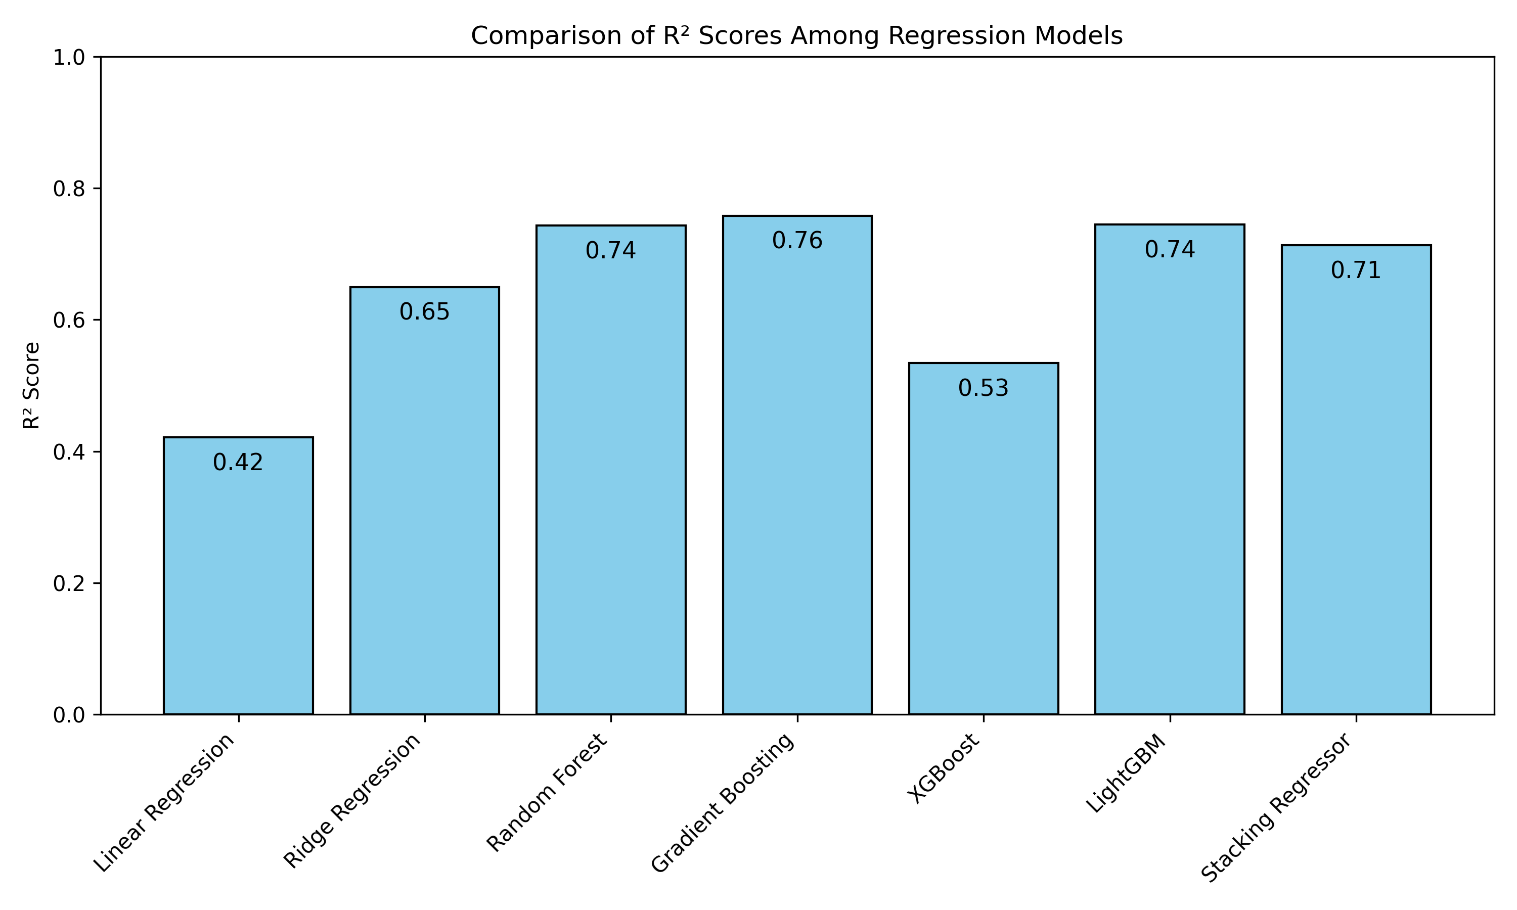 Comparison of R² Scores Among Regression Models
R² Score
1.0
0.8
0.6
0.4
0.2
0.0
0.42
0.65
0.74
0.76
0.53
0.74
0.71
Linear Regression
Ridge Regression
Random Forest
Gradient Boosting
XGBoost
LightGBM
Stacking Regressor